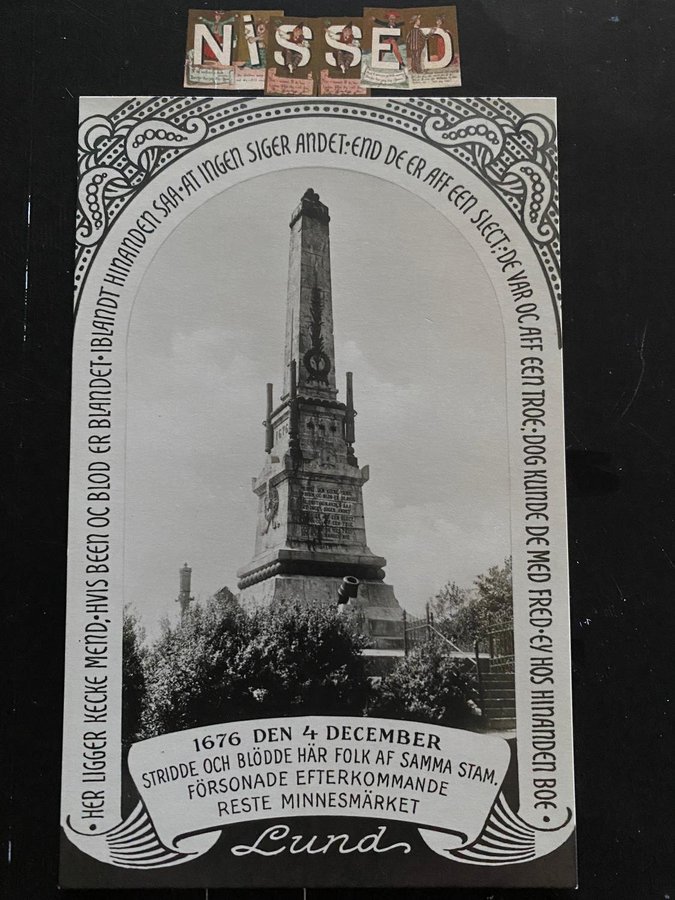 NiSSED
HER LIGGER KECKE MEND; HVIS BEEN OC BLOD ER BLANDET · IBLANDT HINANDEN SAA · AT INGEN SIGER ANDET · END DE ER AFF EEN SLECT; DE VAR OC AFF EEN TROE; DOG KUNDE DE MED FRED · EY HOS HINANDEN BOE ·
1676 DEN 4 DECEMBER
STRIDDE OCH BLÖDDE HÄR FOLK AF SAMMA STAM.
FÖRSONADE EFTERKOMMANDE
RESTE MINNESMÄRKET
Lund